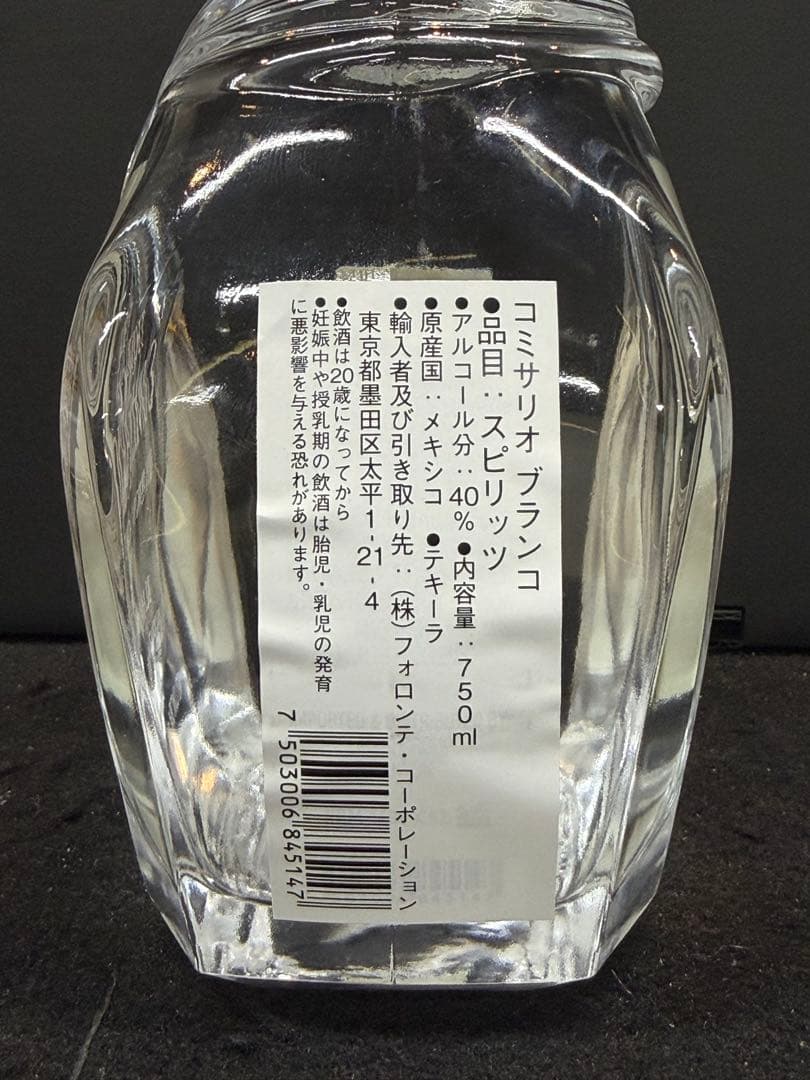 コミサリオ ブランコ
●品目：スピリッツ
●アルコール分：40% ●内容量：750ml
原産国：メキシコ ●テキーラ
●輸入者及び引き取り先：(株)フォロンテ・コーポレーション
東京都墨田区太平1-21-4
●飲酒は20歳になってから
●妊娠中や授乳期の飲酒は胎児・乳児の発育
に悪影響を与える恐れがあります。
7 503006 845147